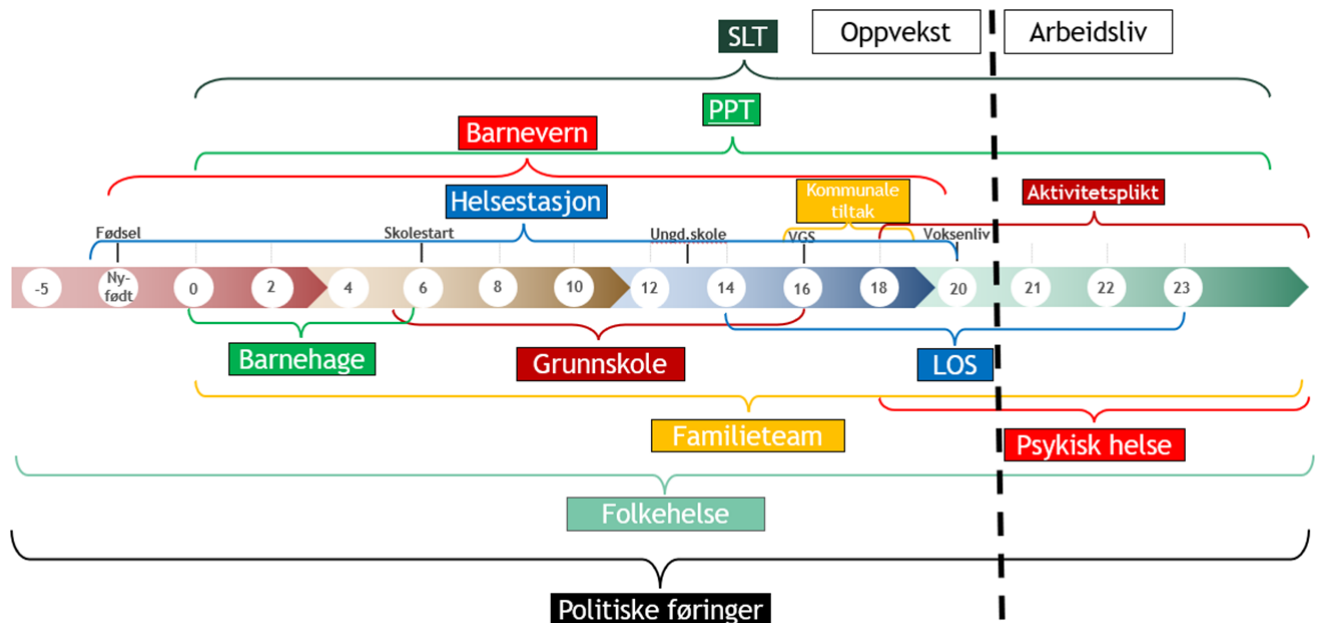 SLT
Oppvekst
Arbeidsliv
PPT
Barnevern
Helsestasjon
Kommunale
tiltak
Aktivitetsplikt
Fødsel
Skolestart
Ungd.skole
VGS
Voksenliv
-5
Ny-
født
0
2
4
6
8
10
12
14
16
18
20
21
22
23
Barnehage
Grunnskole
LOS
Familieteam
Psykisk helse
Folkehelse
Politiske føringer